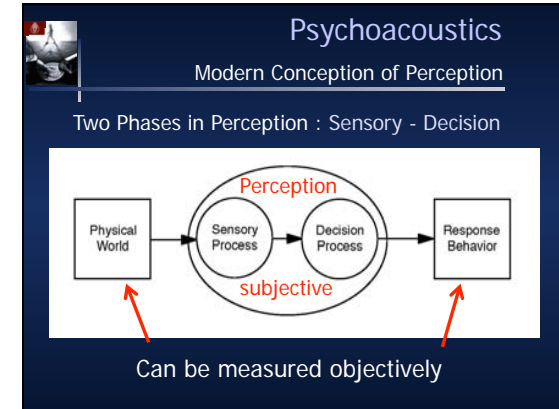 Psychoacoustics
Modern Conception of Perception
Two Phases in Perception : Sensory - Decision
Perception
Physical
World
Sensory
Process
Decision
Process
Response
Behavior
subjective
Can be measured objectively